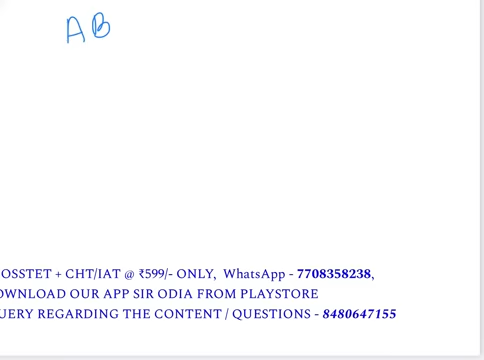 AB
OSSTET + CHT/IAT @ ₹599/- ONLY, WhatsApp - 7708358238,
OWNLOAD OUR APP SIR ODIA FROM PLAYSTORE
UERY REGARDING THE CONTENT / QUESTIONS - 8480647155